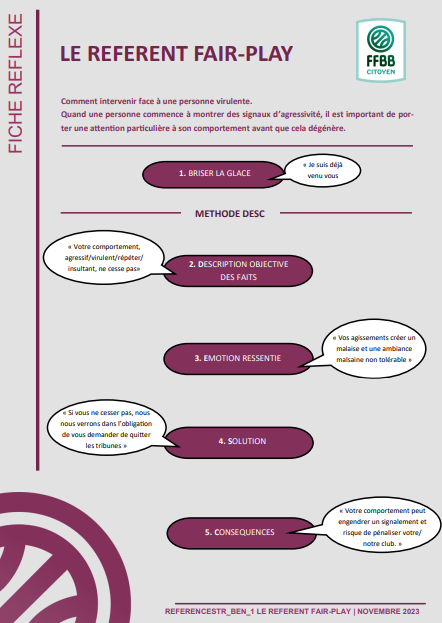 FICHE REFLEXE
LE REFERENT FAIR-PLAY
FFBB
CITOYEN
Comment intervenir face à une personne virulente.
Quand une personne commence à montrer des signaux d'agressivité, il est important de por-
ter une attention particulière à son comportement avant que cela dégénère.
1. BRISER LA GLACE
« Je suis déjà
venu vous
METHODE DESC
« Votre comportement,
agressif/virulent/répéter/
insultant, ne cesse pas»
2. DESCRIPTION OBJECTIVE
DES FAITS
« Vos agissements créer un
malaise et une ambiance
malsaine non tolérable »
3. EMOTION RESSENTIE
« Si vous ne cesser pas, nous
nous verrons dans l'obligation
de vous demander de quitter
les tribunes »
4. SOLUTION
« Votre comportement peut
engendrer un signalement et
risque de pénaliser votre/
notre club. »
5. CONSEQUENCES
REFERENCESTR_BEN_1 LE REFERENT FAIR-PLAY | NOVEMBRE 2023